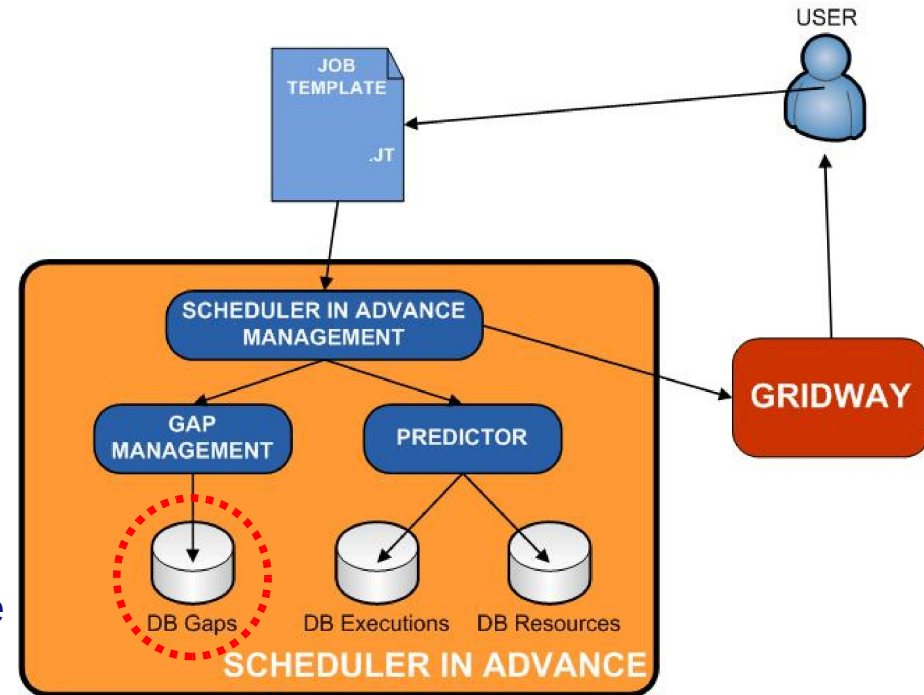 USER
JOB
TEMPLATE
.JT
SCHEDULER IN ADVANCE
MANAGEMENT
GRIDWAY
GAP
MANAGEMENT
PREDICTOR
e
DB Gaps
DB Executions
DB Resources
SCHEDULER IN ADVANCE